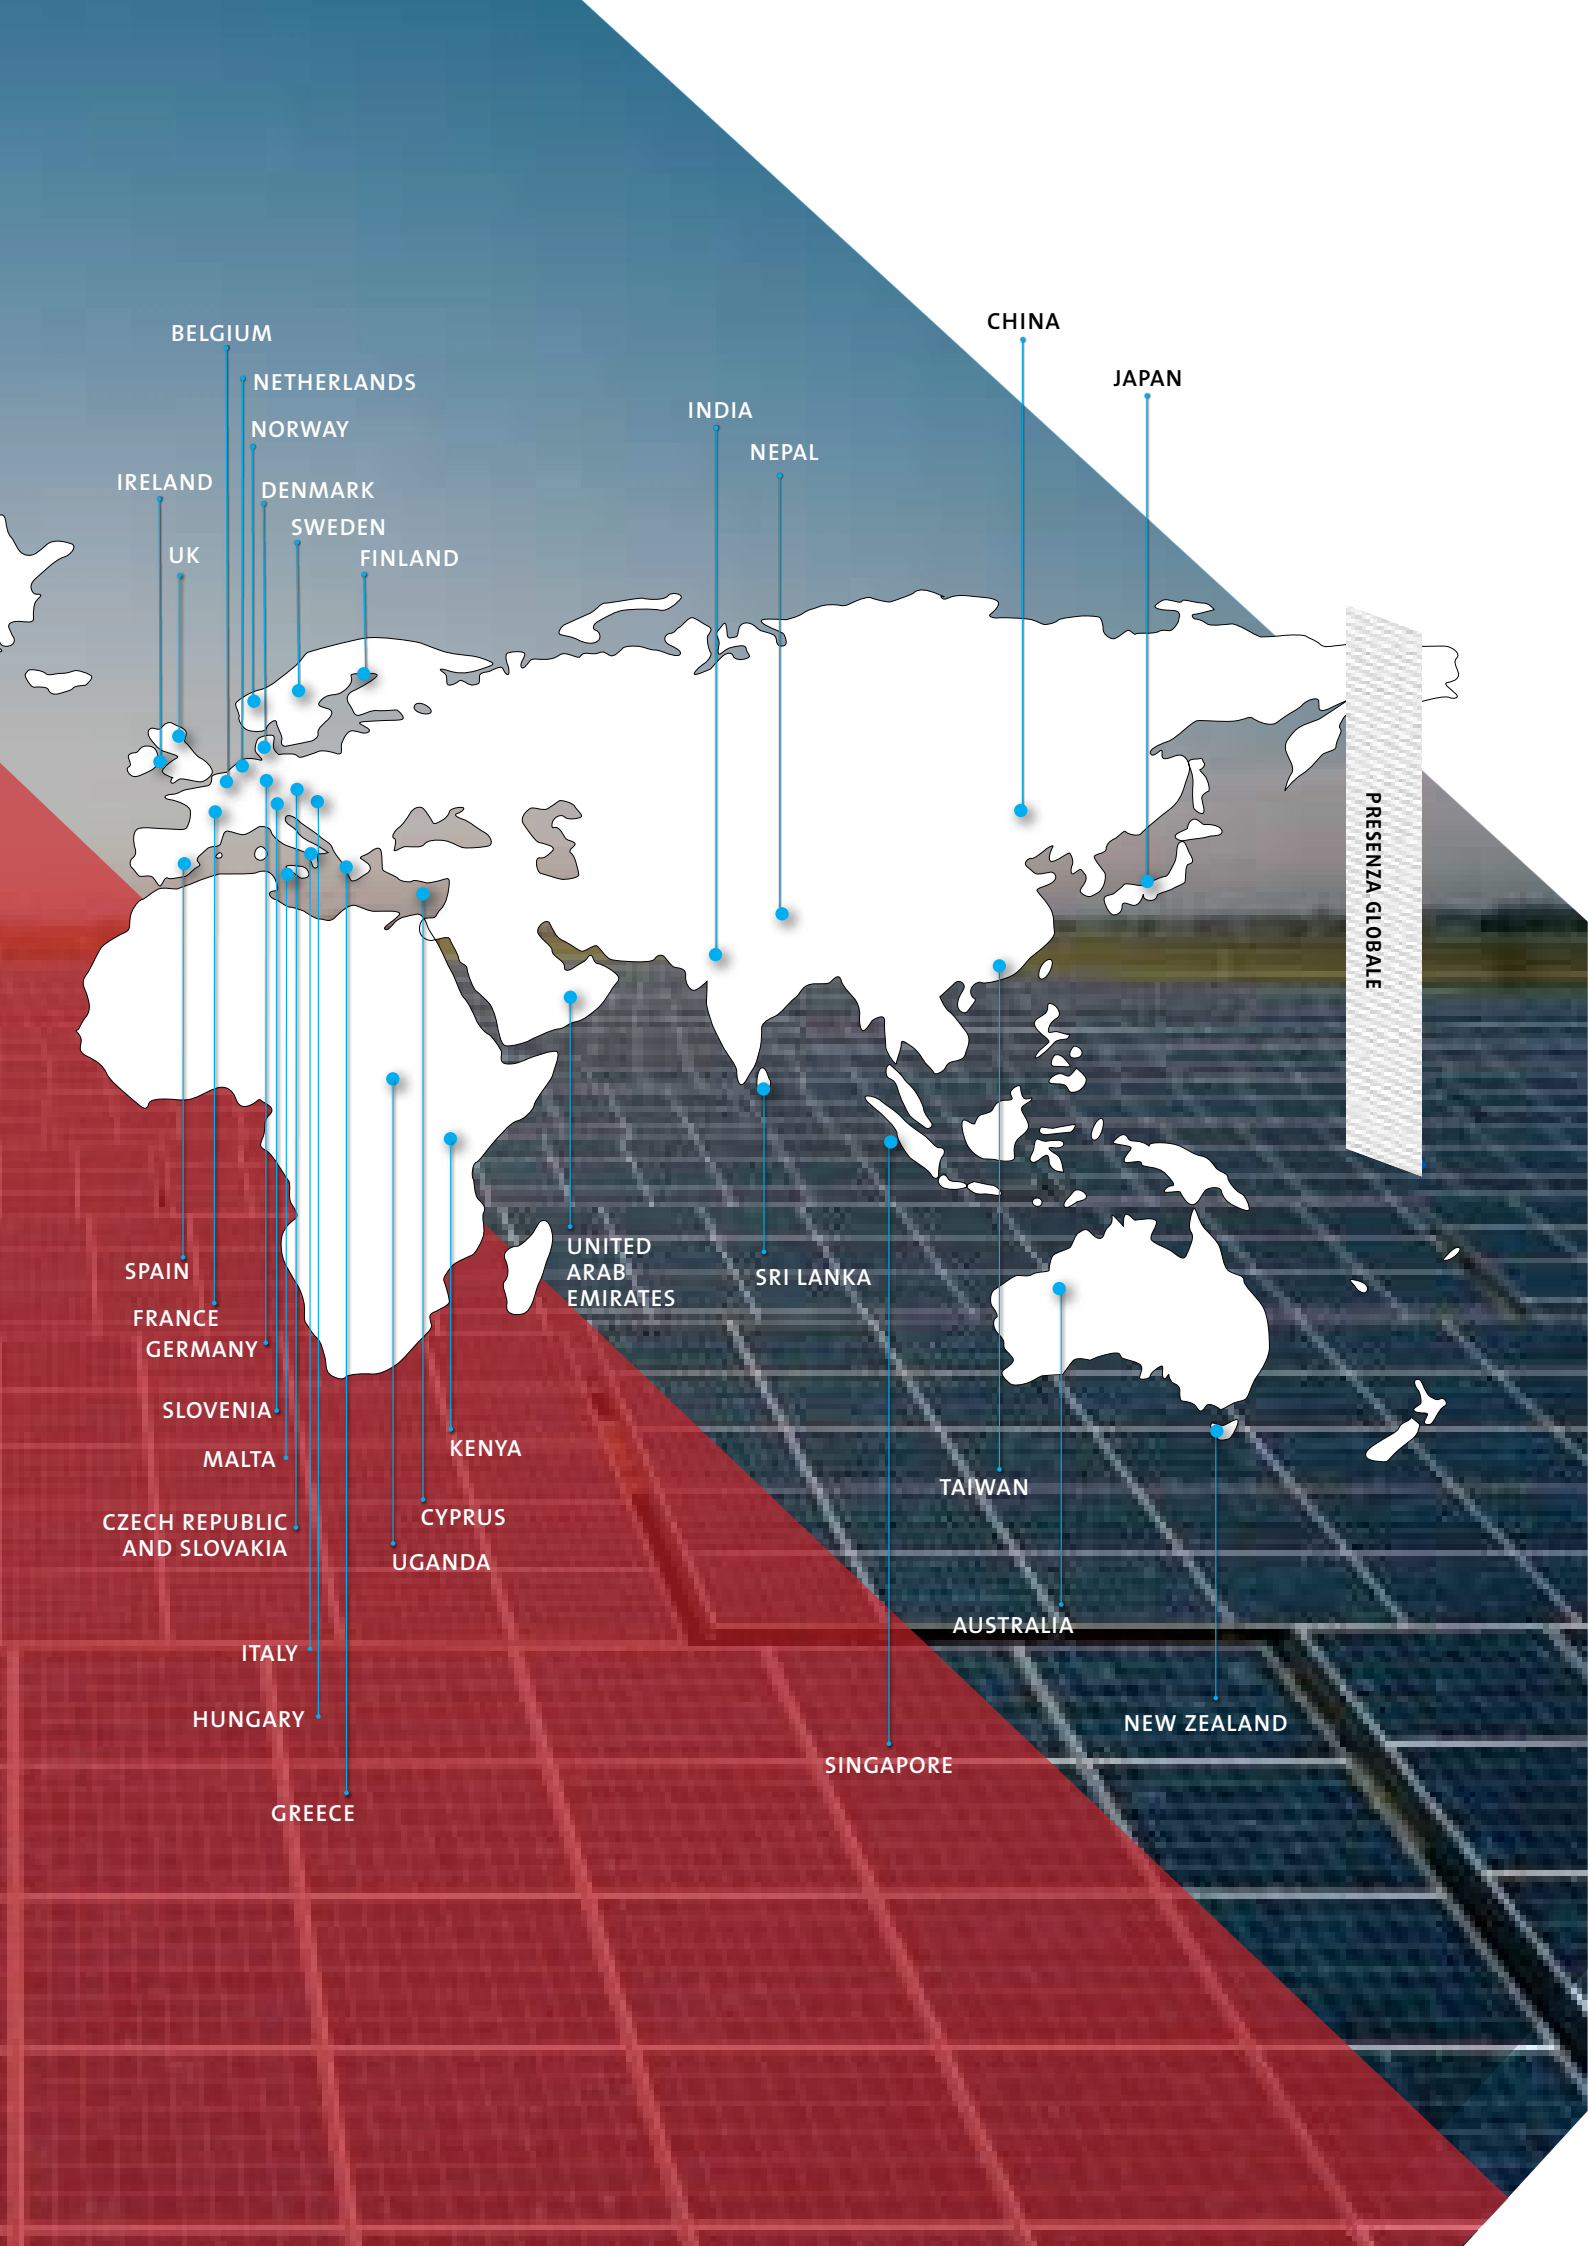 BELGIUM
NETHERLANDS
NORWAY
IRELAND
DENMARK
SWEDEN
UK
FINLAND
INDIA
NEPAL
CHINA
JAPAN
PRESENZA GLOBALE
SPAIN
FRANCE
GERMANY
SLOVENIA
MALTA
CZECH REPUBLIC
AND SLOVAKIA
ITALY
HUNGARY
GREECE
KENYA
CYPRUS
UGANDA
UNITED
ARAB
EMIRATES
SRI LANKA
TAIWAN
AUSTRALIA
SINGAPORE
NEW ZEALAND